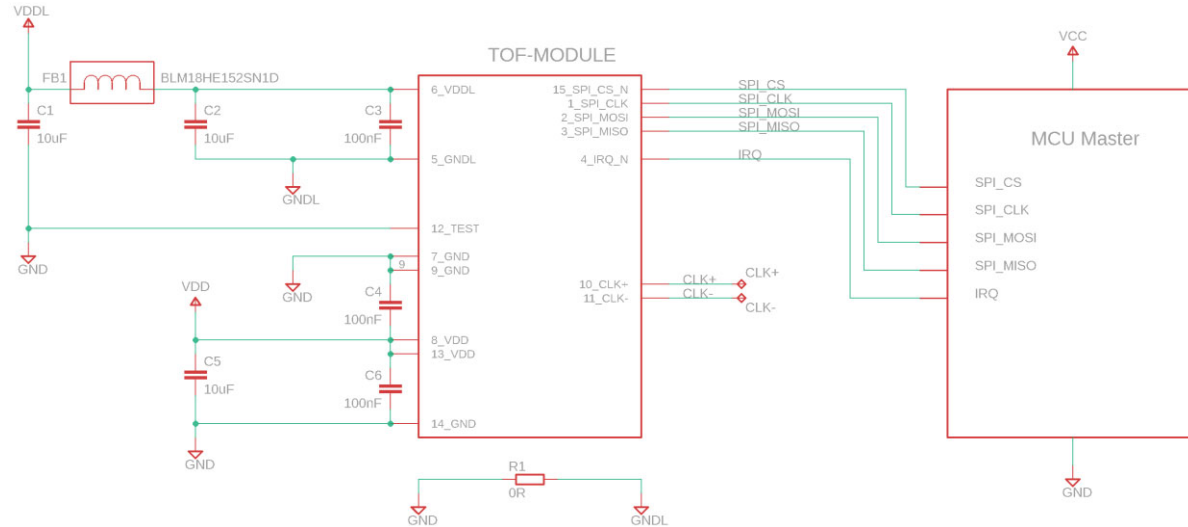 VDDL
FB1
BLM18HE152SN1D
C1
10uF
C2
10uF
C3
100nF
GNDL
GND
GND
VDD
C4
100nF
C5
10uF
C6
100nF
GND
TOF-MODULE
6_VDDL
5_GNDL
12_TEST
7_GND
9
9_GND
8_VDD
13_VDD
14_GND
15_SPI_CS_N
1_SPI_CLK
2_SPI_MOSI
3_SPI_MISO
4_IRQ_N
10_CLK+
11_CLK-
SPI_CS
SPI_CLK
SPI_MOSI
SPI_MISO
IRQ
CLK+
CLK-
CLK+
CLK-
R1
0R
GND
GNDL
VCC
MCU Master
SPI_CS
SPI_CLK
SPI_MOSI
SPI_MISO
IRQ
GND